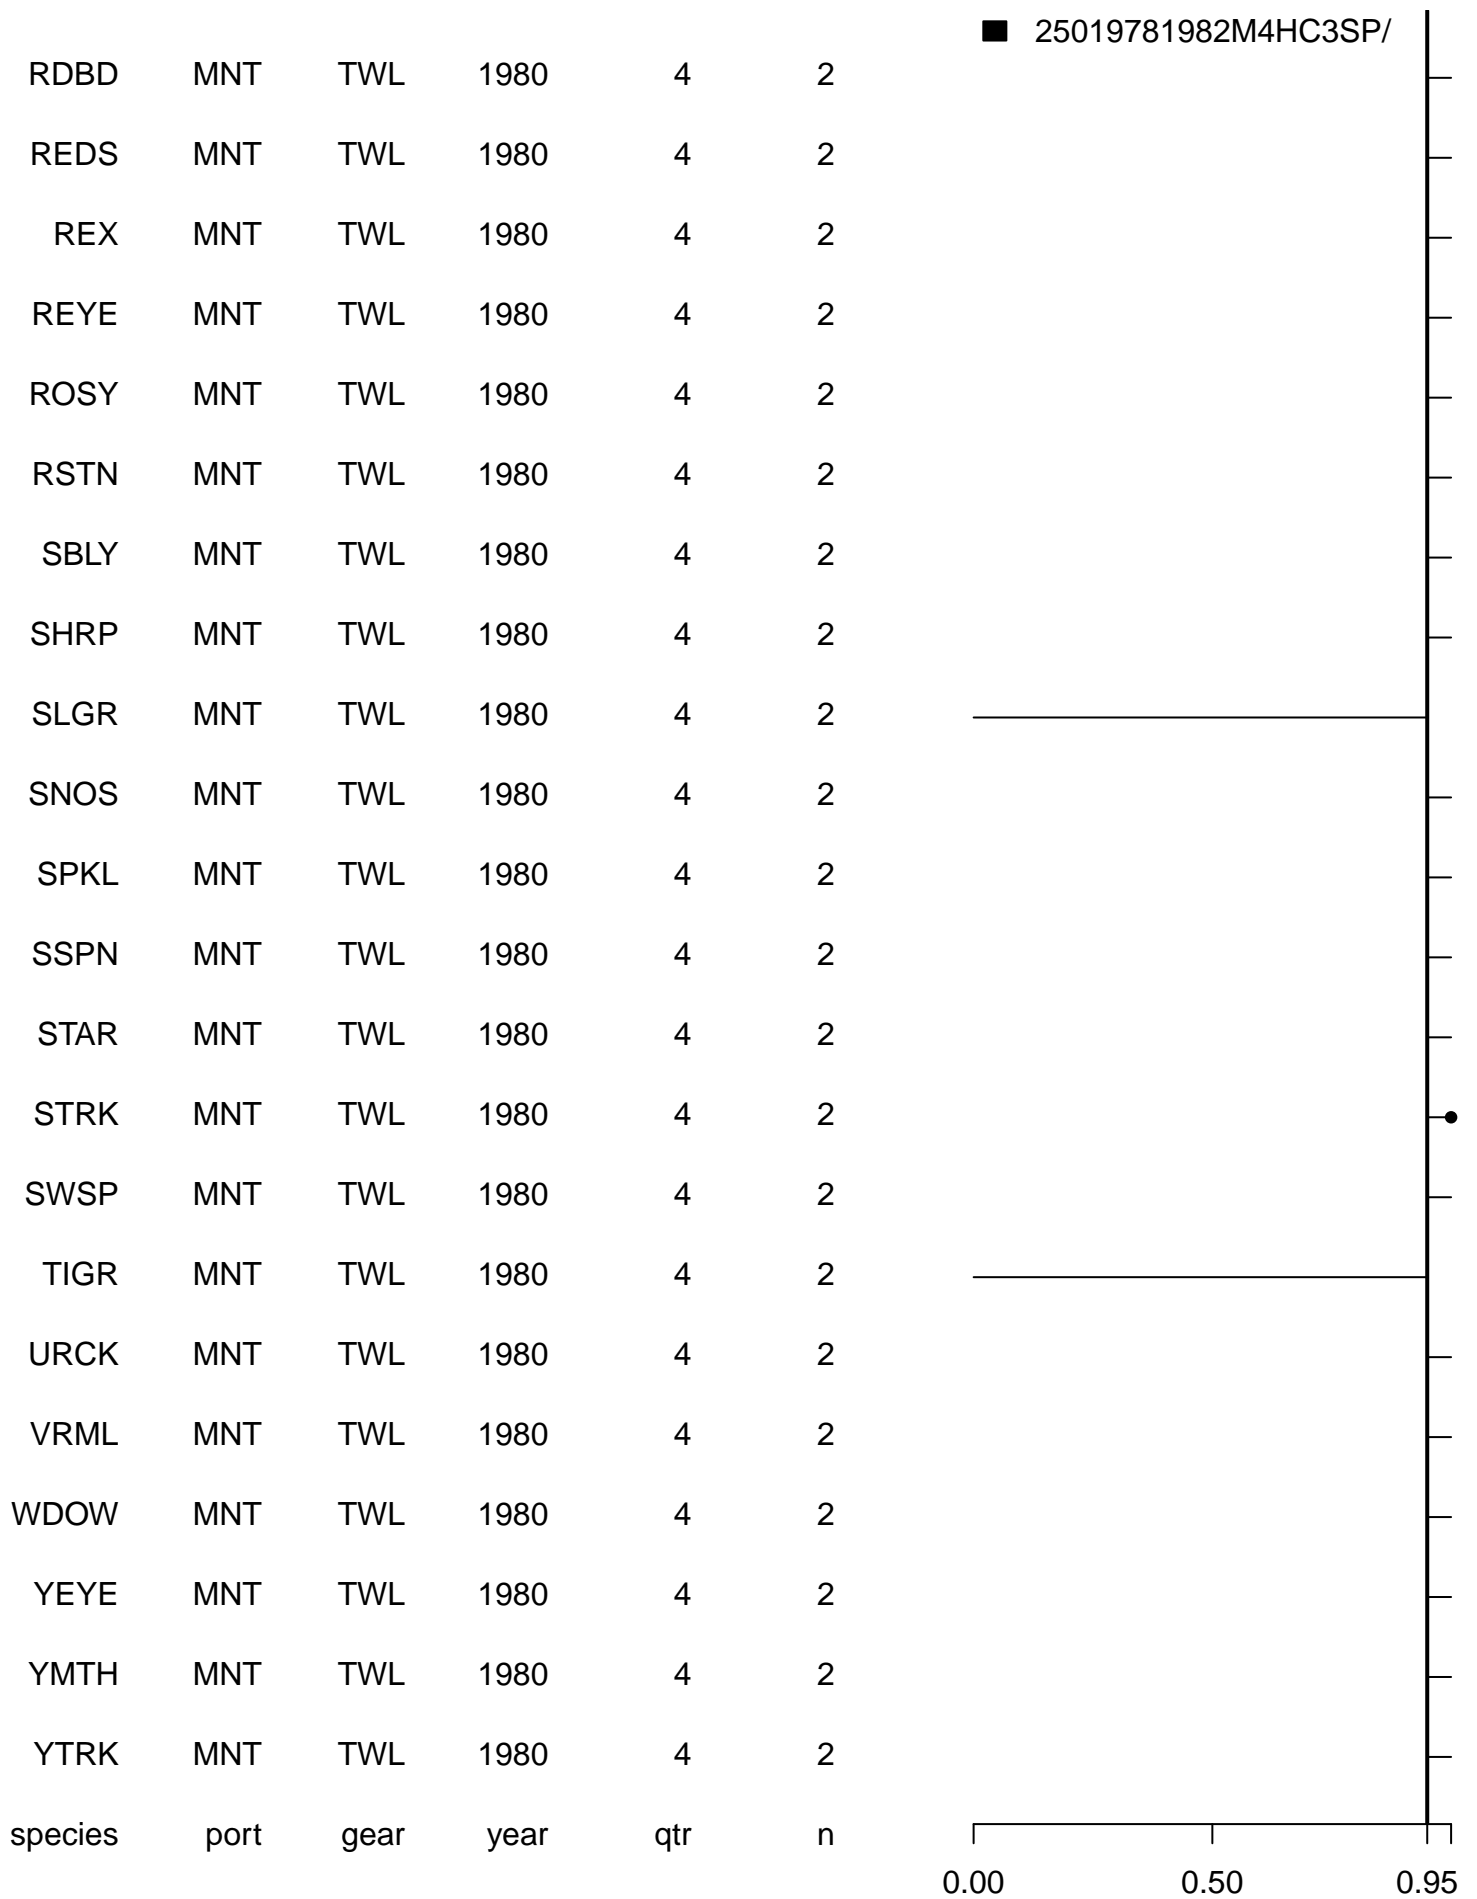 25019781982M4HC3SP/
RDBD MNT TWL 1980 4 2
REDS MNT TWL 1980 4 2
REX MNT TWL 1980 4 2
REYE MNT TWL 1980 4 2
ROSY MNT TWL 1980 4 2
RSTN MNT TWL 1980 4 2
SBLY MNT TWL 1980 4 2
SHRP MNT TWL 1980 4 2
SLGR MNT TWL 1980 4 2
SNOS MNT TWL 1980 4 2
SPKL MNT TWL 1980 4 2
SSPN MNT TWL 1980 4 2
STAR MNT TWL 1980 4 2
STRK MNT TWL 1980 4 2
SWSP MNT TWL 1980 4 2
TIGR MNT TWL 1980 4 2
URCK MNT TWL 1980 4 2
VRML MNT TWL 1980 4 2
WDOW MNT TWL 1980 4 2
YEYE MNT TWL 1980 4 2
YMTH MNT TWL 1980 4 2
YTRK MNT TWL 1980 4 2
species port gear year qtr n
0.00 0.50 0.95